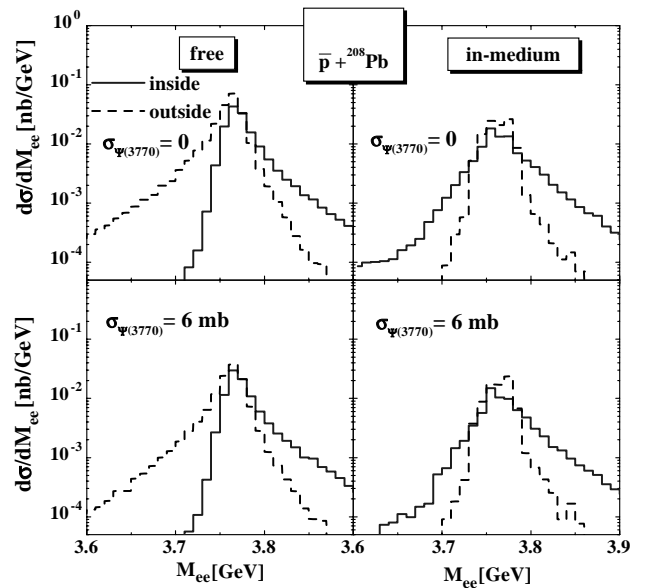 free
p̅ + ²⁰⁸Pb
in-medium
inside
outside
σ_Ψ(3770) = 0
σ_Ψ(3770) = 0
dσ/dM_ee [nb/GeV]
10⁰
10⁻¹
10⁻²
10⁻³
10⁻⁴
σ_Ψ(3770) = 6 mb
σ_Ψ(3770) = 6 mb
dσ/dM_ee [nb/GeV]
10⁻¹
10⁻²
10⁻³
10⁻⁴
3.6 3.7 3.8 3.6 3.7 3.8 3.9
M_ee [GeV] M_ee [GeV]